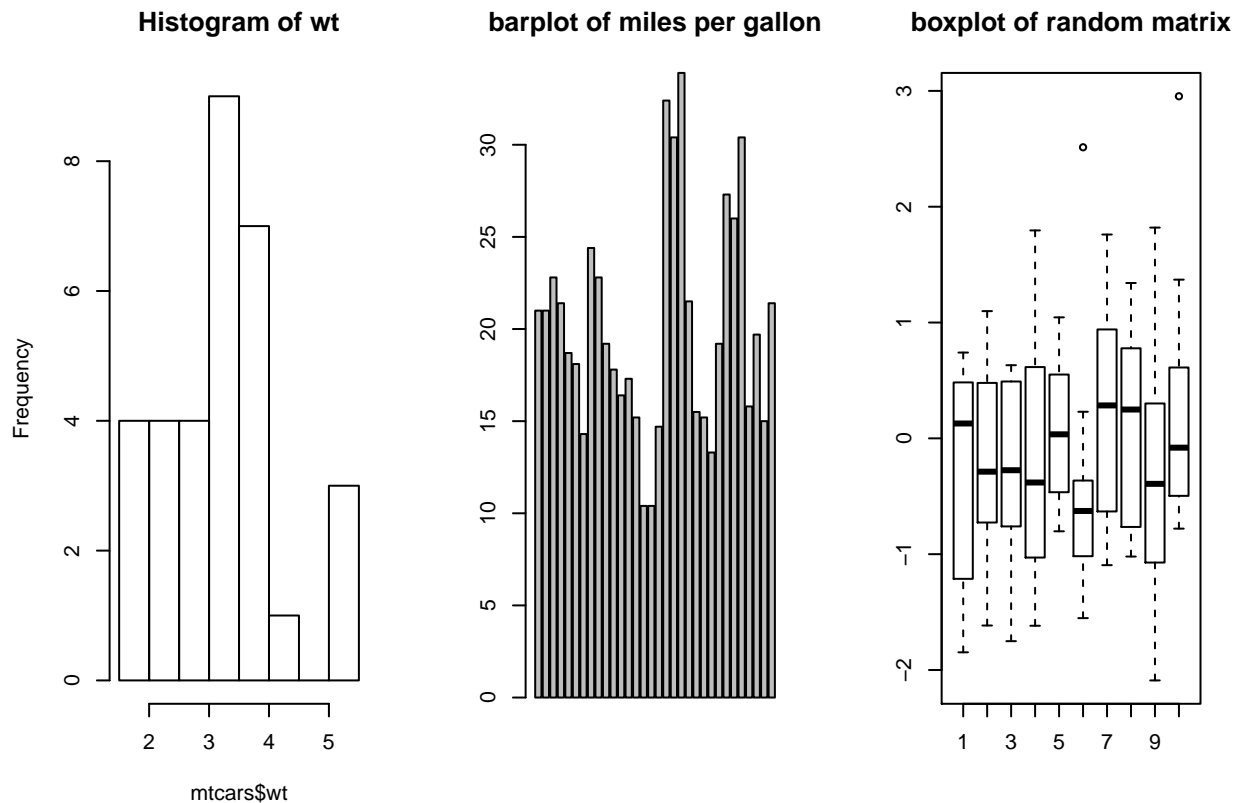 Histogram of wt
Frequency
0
2
4
6
8
2 3 4 5
mtcars$wt
barplot of miles per gallon
0
5
10
15
20
25
30
boxplot of random matrix
−2
−1
0
1
2
3
1 3 5 7 9